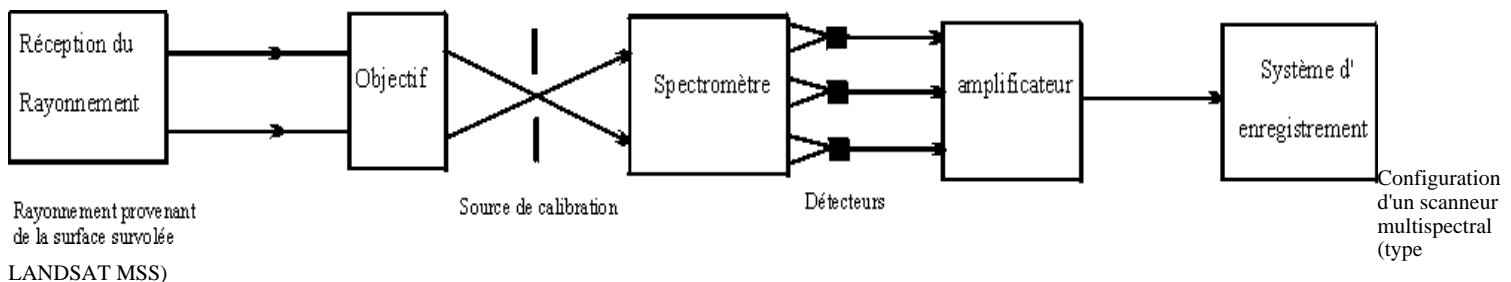 Réception du
Rayonnement
Objectif
Spectromètre
amplificateur
Système d'
enregistrement
Rayonnement provenant
de la surface survolée
Source de calibration
Détecteurs
Configuration
d'un scanneur
multispectral
(type
LANDSAT MSS)